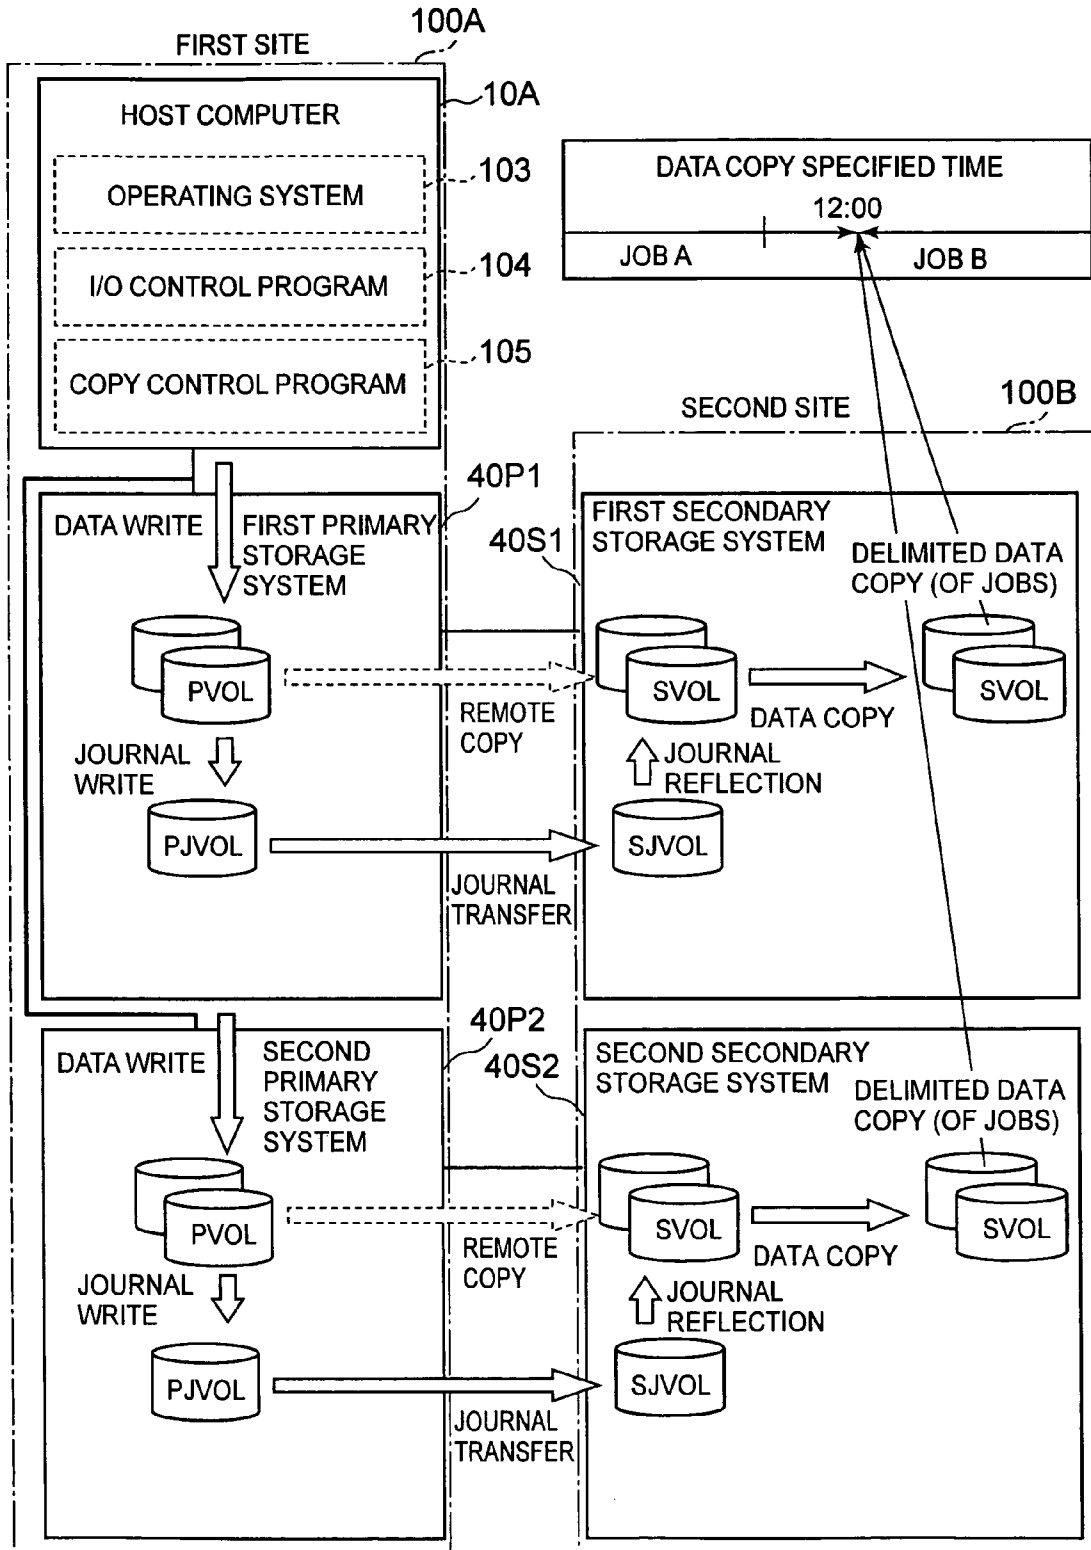 FIRST SITE
100A
10A
HOST COMPUTER
OPERATING SYSTEM
103
I/O CONTROL PROGRAM
104
COPY CONTROL PROGRAM
105
DATA COPY SPECIFIED TIME
12:00
JOB A
JOB B
SECOND SITE
100B
DATA WRITE
FIRST PRIMARY
STORAGE
SYSTEM
40P1
PVOL
JOURNAL
WRITE
PJVOL
REMOTE
COPY
JOURNAL
TRANSFER
40S1
FIRST SECONDARY
STORAGE SYSTEM
DELIMITED DATA
COPY (OF JOBS)
SVOL
DATA COPY
SVOL
JOURNAL
REFLECTION
SJVOL
DATA WRITE
SECOND
PRIMARY
STORAGE
SYSTEM
40P2
PVOL
JOURNAL
WRITE
PJVOL
REMOTE
COPY
JOURNAL
TRANSFER
40S2
SECOND SECONDARY
STORAGE SYSTEM
DELIMITED DATA
COPY (OF JOBS)
SVOL
DATA COPY
SVOL
JOURNAL
REFLECTION
SJVOL